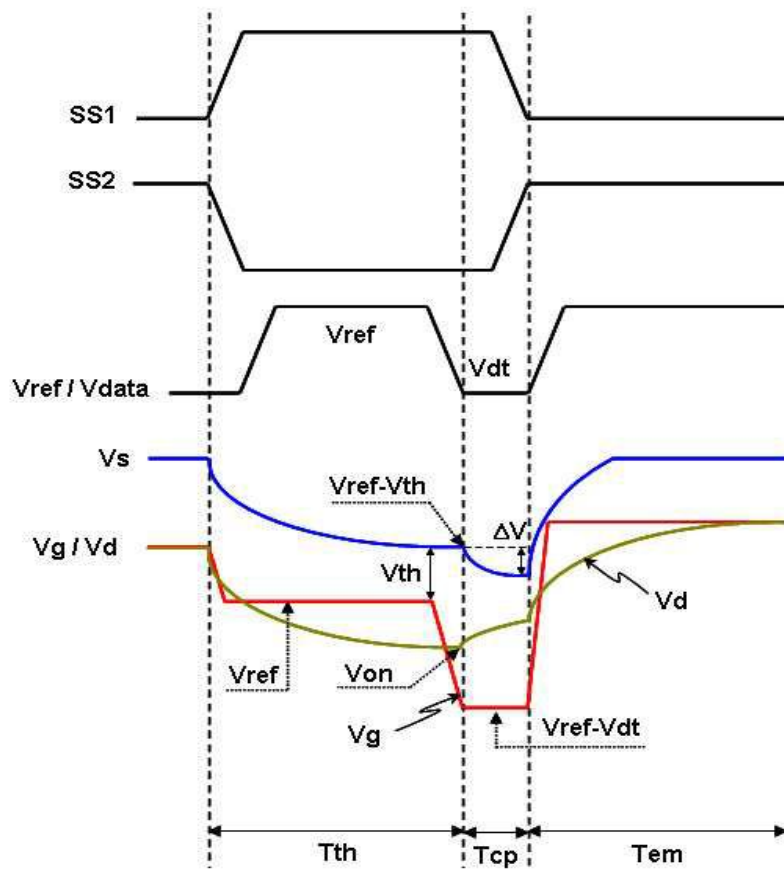 SS1
SS2
Vref
Vdt
Vref / Vdata
Vs
Vref-Vth
ΔV
Vg / Vd
Vth
Vd
Vref
Von
Vg
Vref-Vdt
Tth
Tcp
Tem